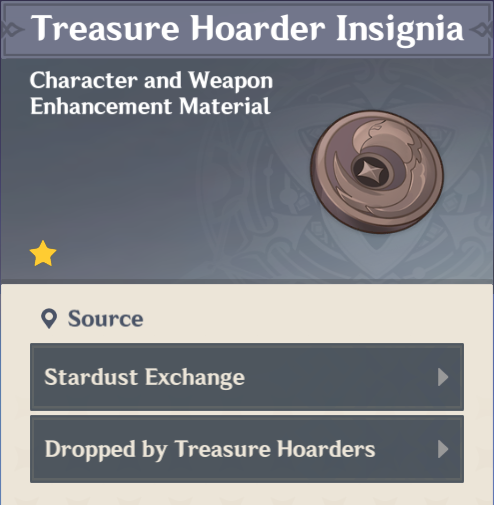 Treasure Hoarder Insignia
Character and Weapon
Enhancement Material
Source
Stardust Exchange
Dropped by Treasure Hoarders